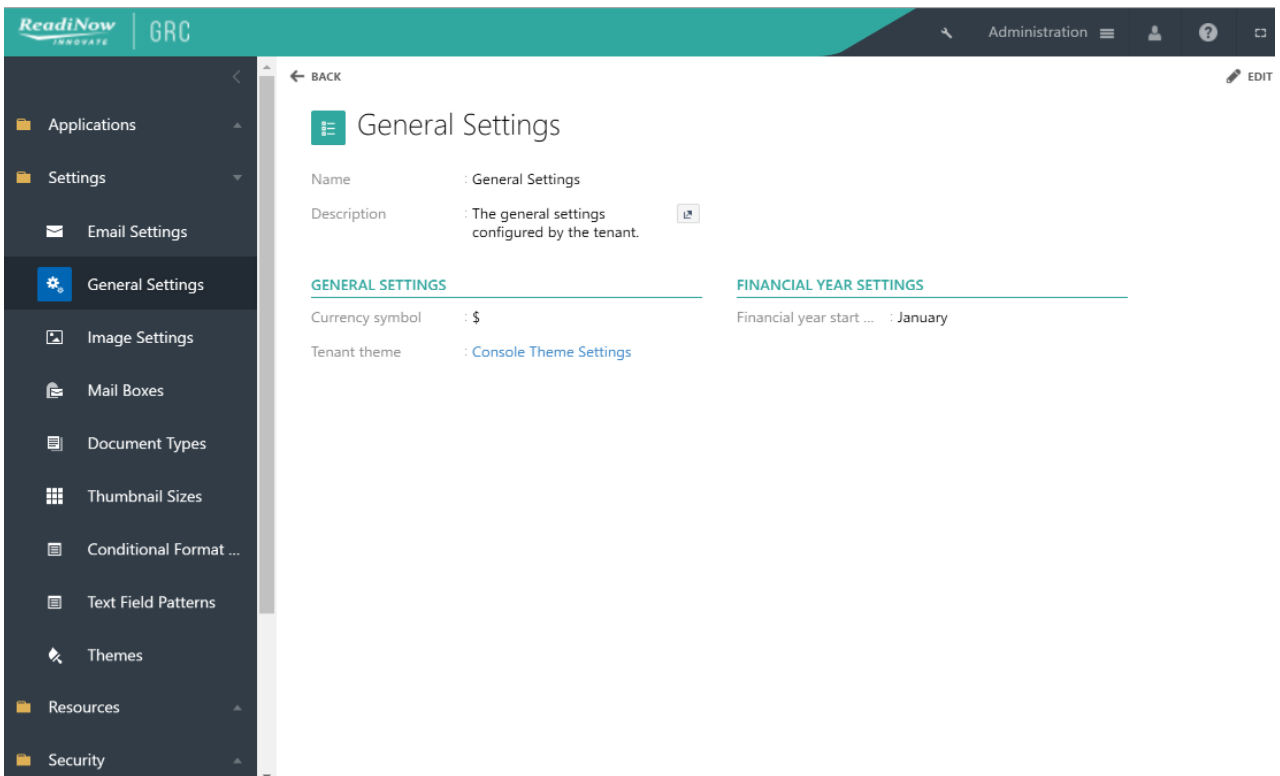 ReadiNow
INNOVATE
GRC
Administration
BACK
EDIT
Applications
Settings
Email Settings
General Settings
Image Settings
Mail Boxes
Document Types
Thumbnail Sizes
Conditional Format ...
Text Field Patterns
Themes
Resources
Security
General Settings
Name : General Settings
Description : The general settings
configured by the tenant.
GENERAL SETTINGS
Currency symbol : $
Tenant theme : Console Theme Settings
FINANCIAL YEAR SETTINGS
Financial year start ... : January